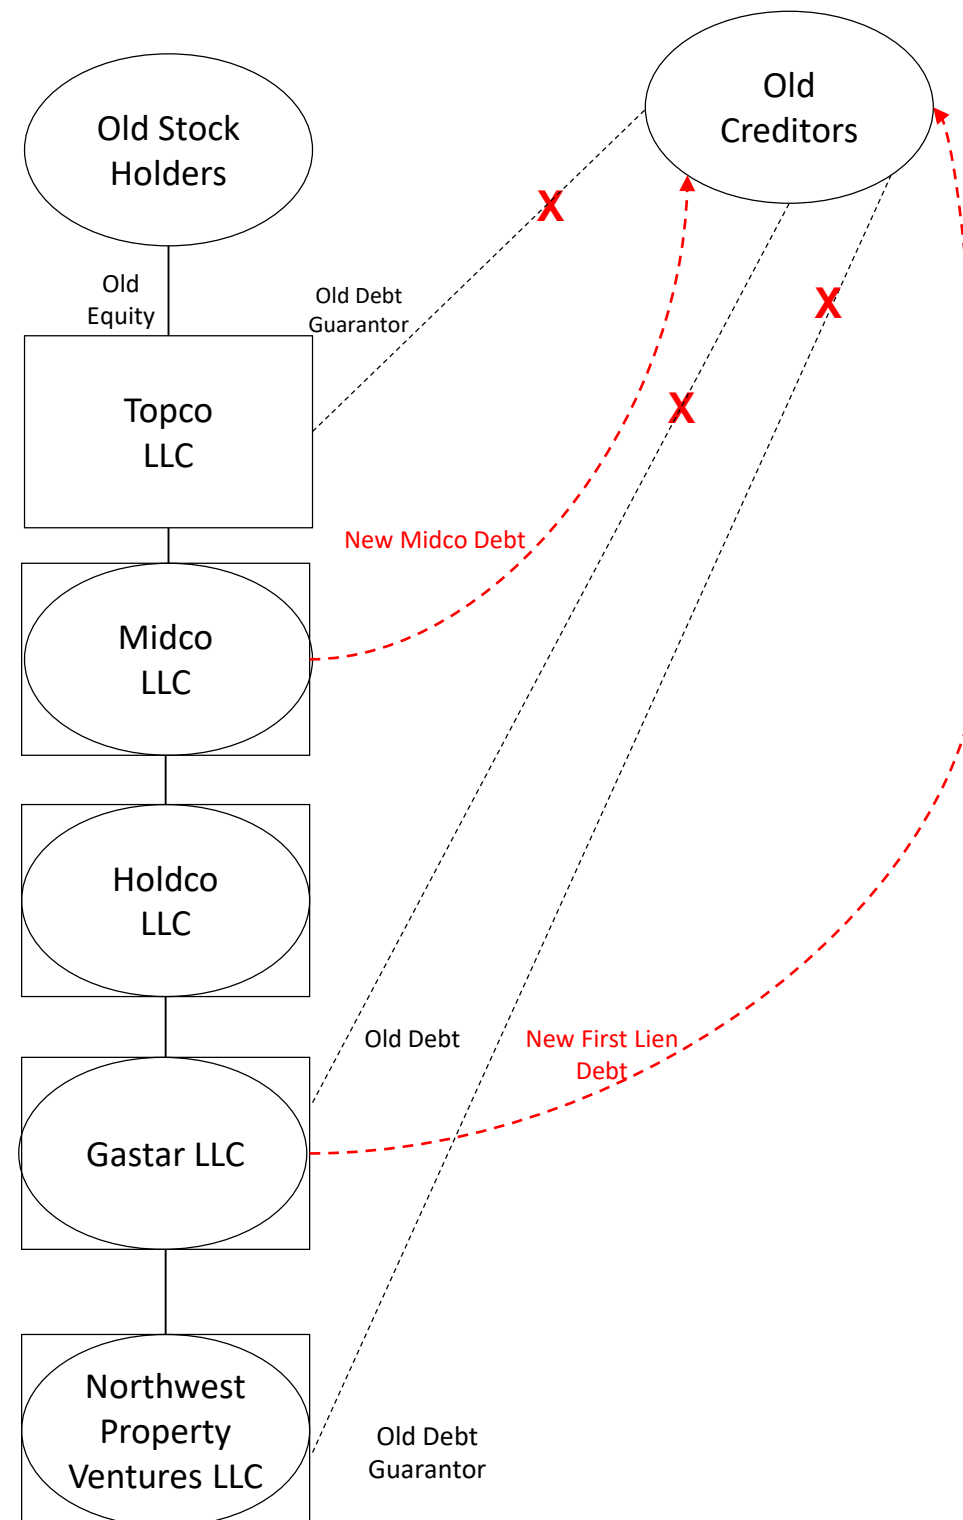 Old Stock
Holders
Old
Creditors
X
Old
Equity
Old Debt
Guarantor
X
Topco
LLC
X
New Midco Debt
Midco
LLC
Holdco
LLC
Old Debt
New First Lien
Debt
Gastar LLC
Northwest
Property
Ventures LLC
Old Debt
Guarantor